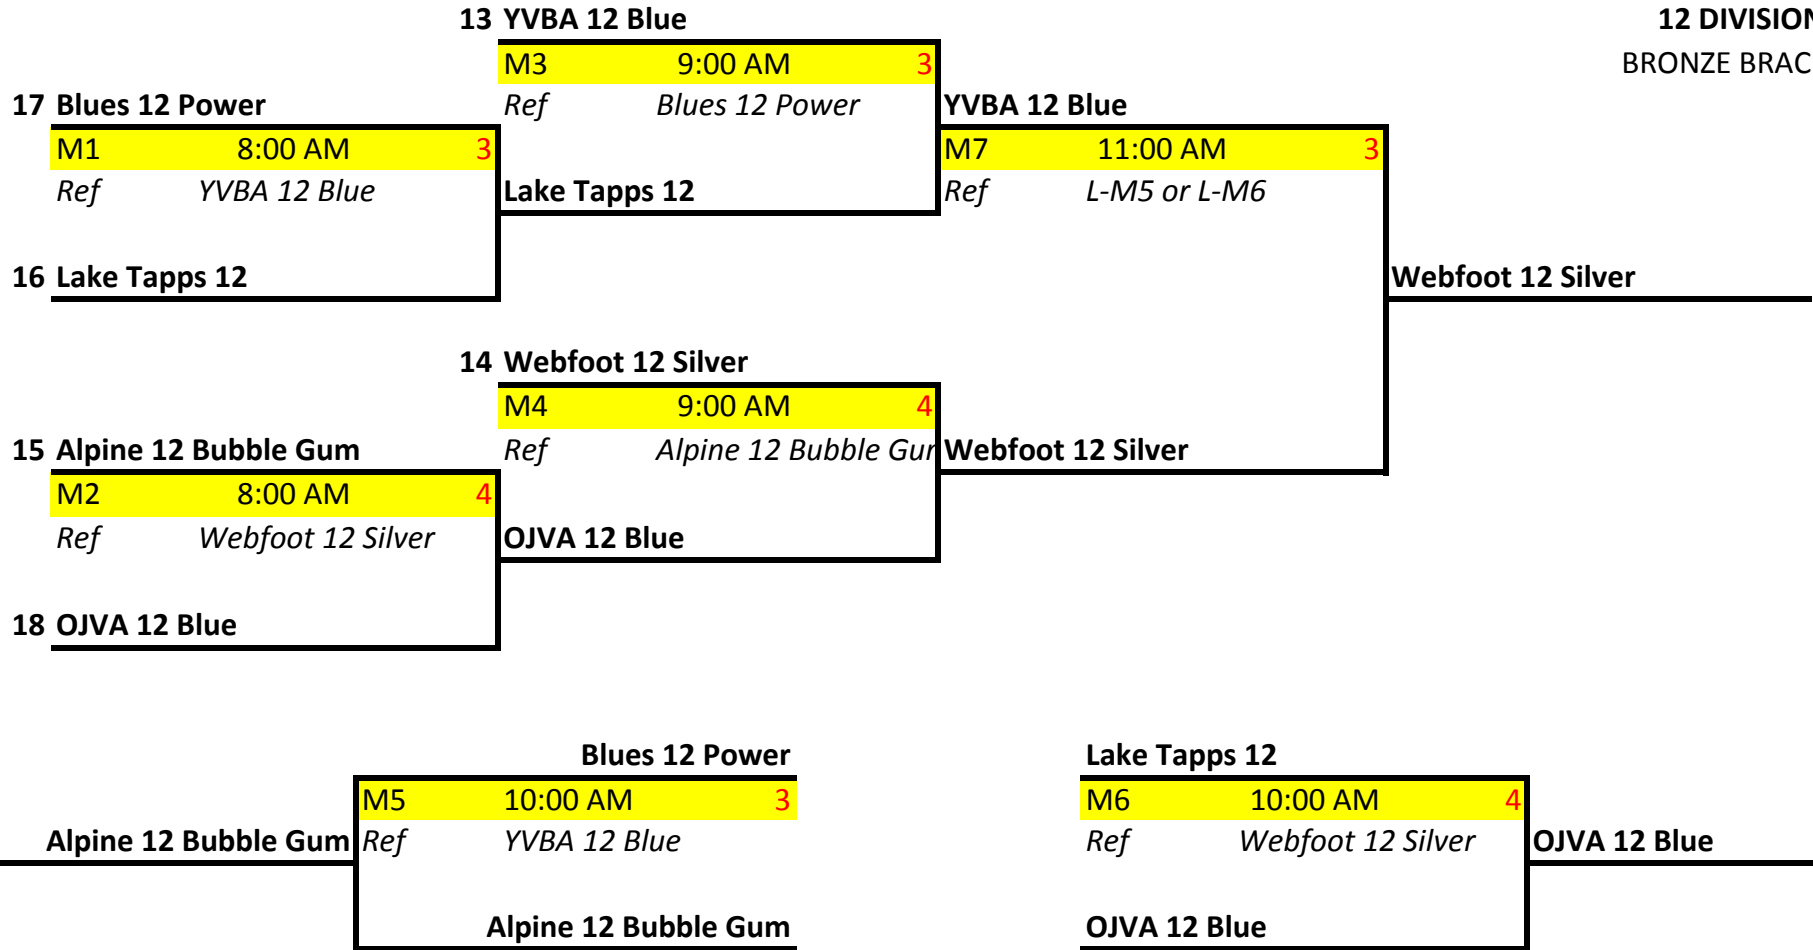 13 YVBA 12 Blue 12 DIVISION
M3 9:00 AM 3 BRONZE BRAC
17 Blues 12 Power Ref Blues 12 Power YVBA 12 Blue
M1 8:00 AM 3 M7 11:00 AM 3
Ref YVBA 12 Blue Lake Tapps 12 Ref L-M5 or L-M6
16 Lake Tapps 12 Webfoot 12 Silver
14 Webfoot 12 Silver
M4 9:00 AM 4
15 Alpine 12 Bubble Gum Ref Alpine 12 Bubble Gur Webfoot 12 Silver
M2 8:00 AM 4
Ref Webfoot 12 Silver OJVA 12 Blue
18 OJVA 12 Blue
Blues 12 Power Lake Tapps 12
M5 10:00 AM 3 M6 10:00 AM 4
Alpine 12 Bubble Gum Ref YVBA 12 Blue Ref Webfoot 12 Silver OJVA 12 Blue
Alpine 12 Bubble Gum OJVA 12 Blue